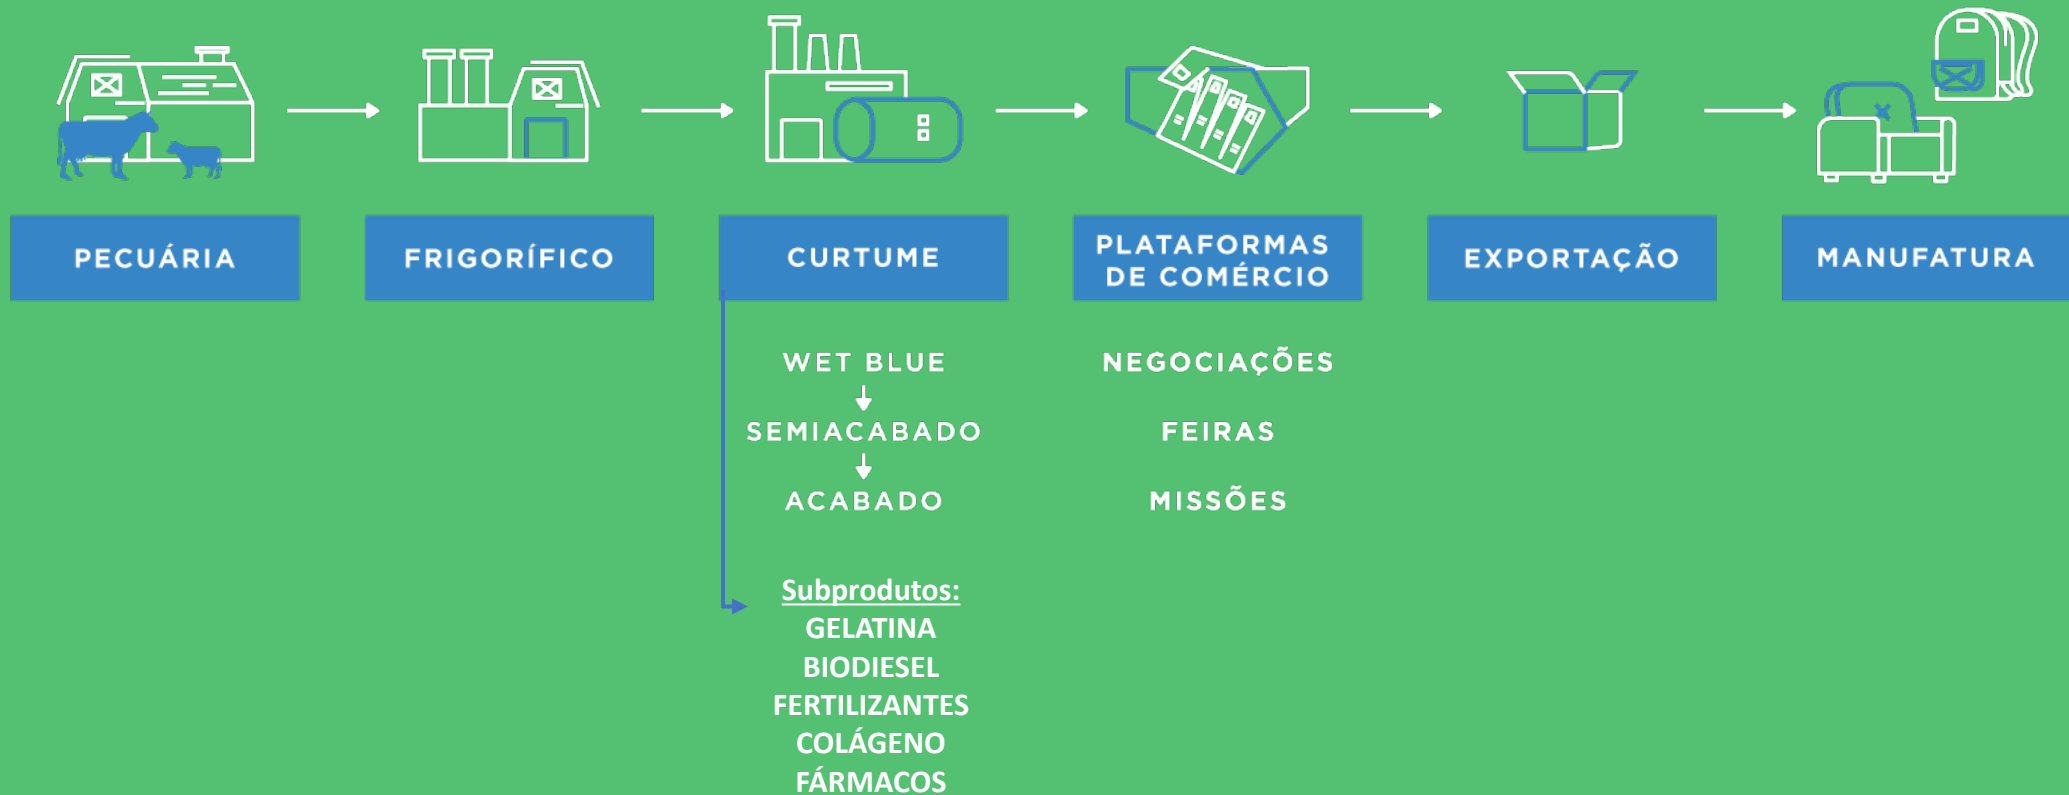 PECUÁRIA
FRIGORÍFICO
CURTUME
PLATAFORMAS
DE COMÉRCIO
EXPORTAÇÃO
MANUFATURA
WET BLUE
SEMIACABADO
ACABADO
NEGOCIAÇÕES
FEIRAS
MISSÕES
Subprodutos:
GELATINA
BIODIESEL
FERTILIZANTES
COLÁGENO
FÁRMACOS